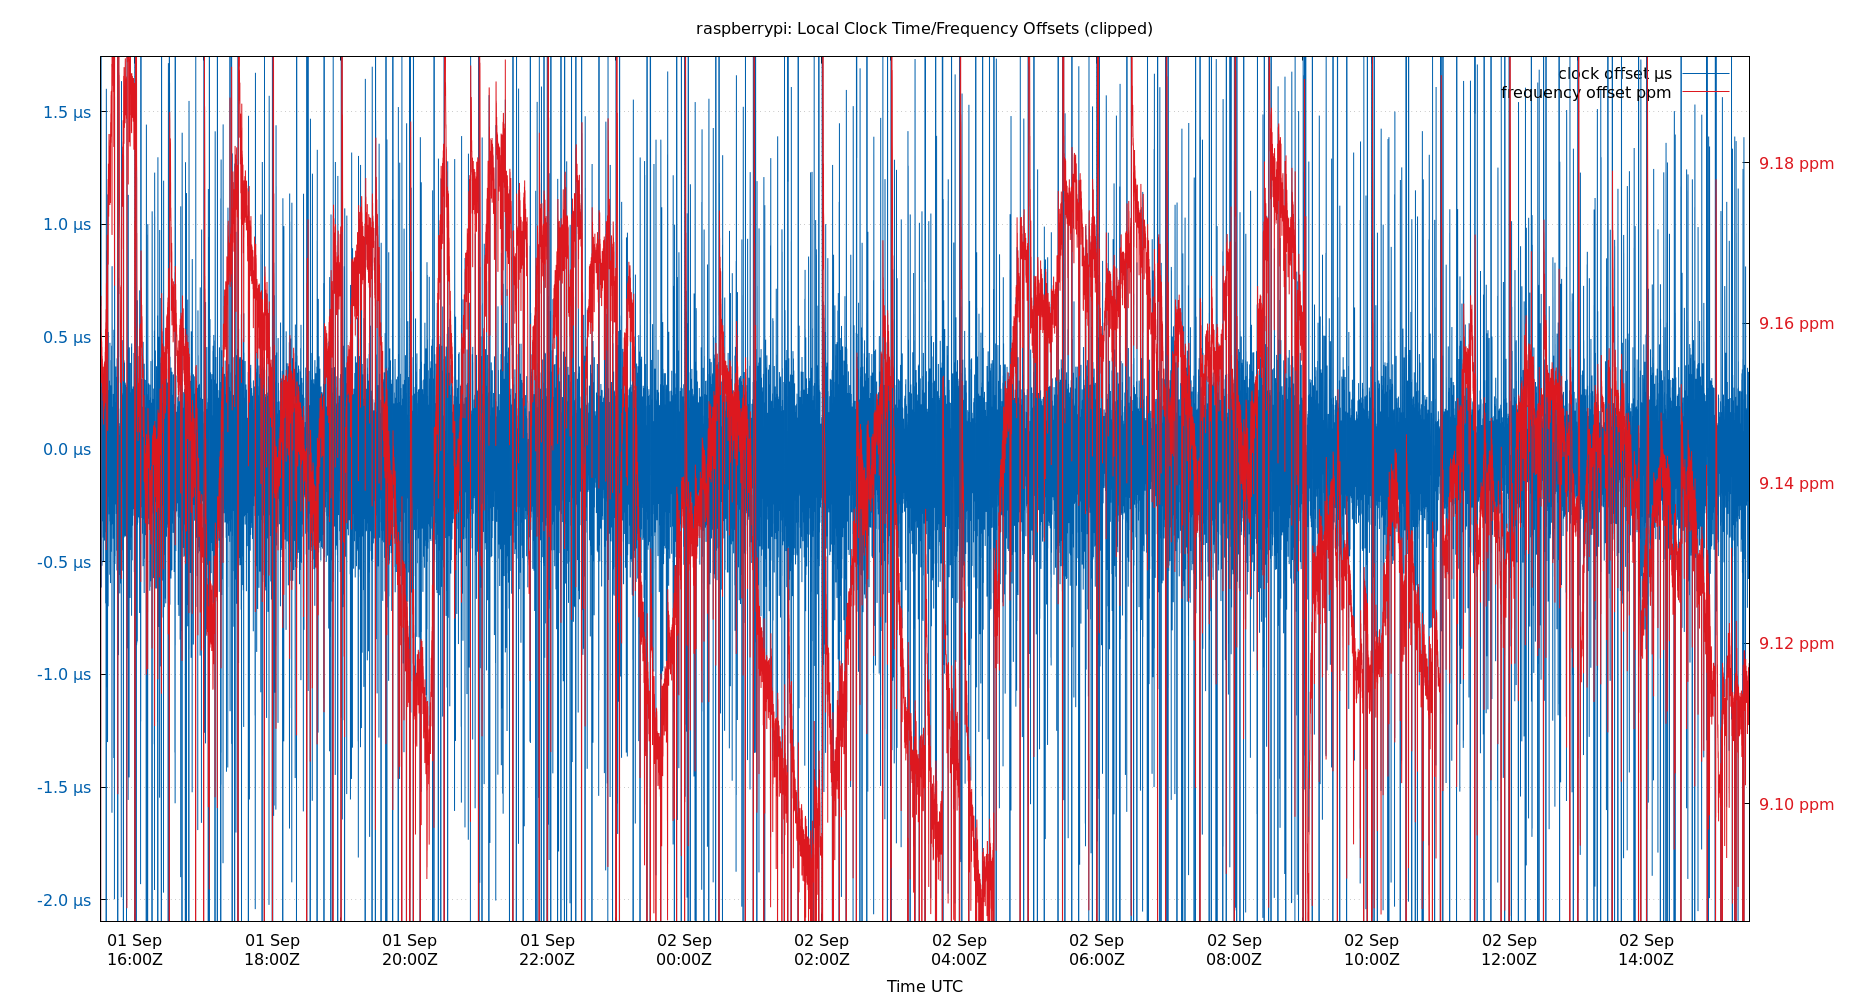 raspberrypi: Local Clock Time/Frequency Offsets (clipped)
clock offset µs
frequency offset ppm
1.5 µs
1.0 µs
0.5 µs
0.0 µs
-0.5 µs
-1.0 µs
-1.5 µs
-2.0 µs
9.18 ppm
9.16 ppm
9.14 ppm
9.12 ppm
9.10 ppm
01 Sep 01 Sep 01 Sep 01 Sep 02 Sep 02 Sep 02 Sep 02 Sep 02 Sep 02 Sep 02 Sep 02 Sep
16:00Z 18:00Z 20:00Z 22:00Z 00:00Z 02:00Z 04:00Z 06:00Z 08:00Z 10:00Z 12:00Z 14:00Z
Time UTC